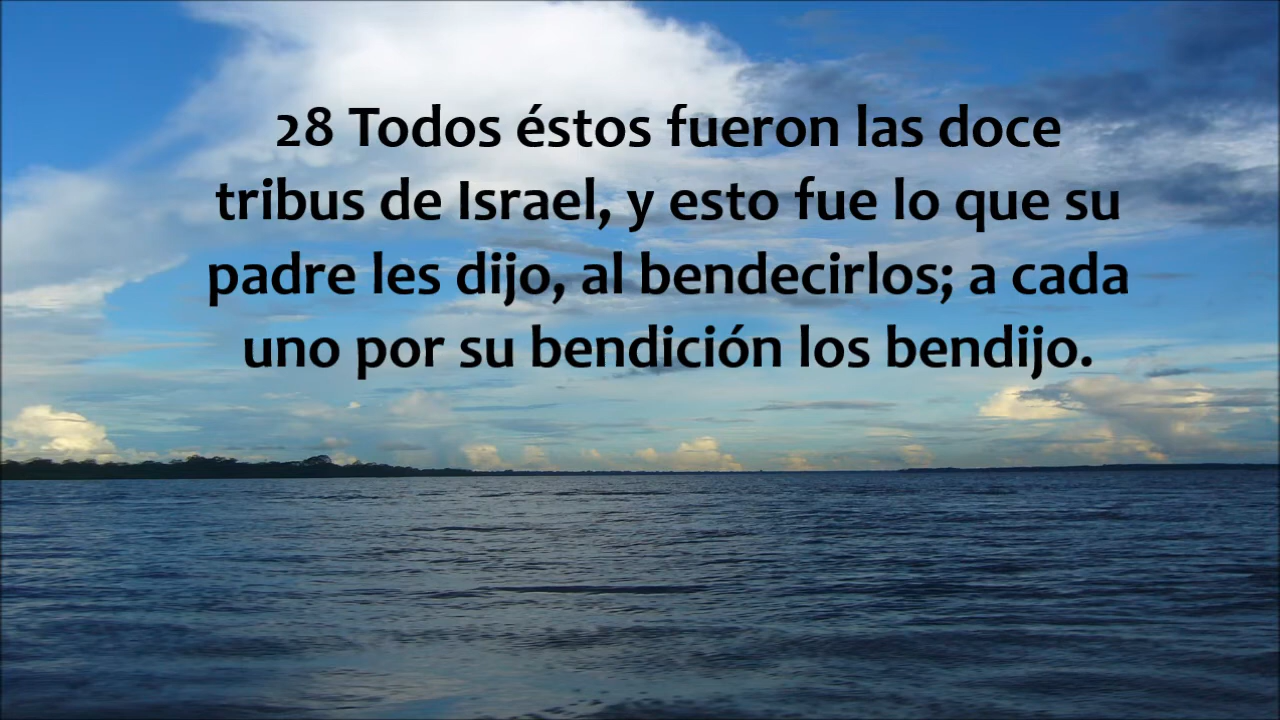 28 Todos éstos fueron las doce
tribus de Israel, y esto fue lo que su
padre les dijo, al bendecirlos; a cada
uno por su bendición los bendijo.